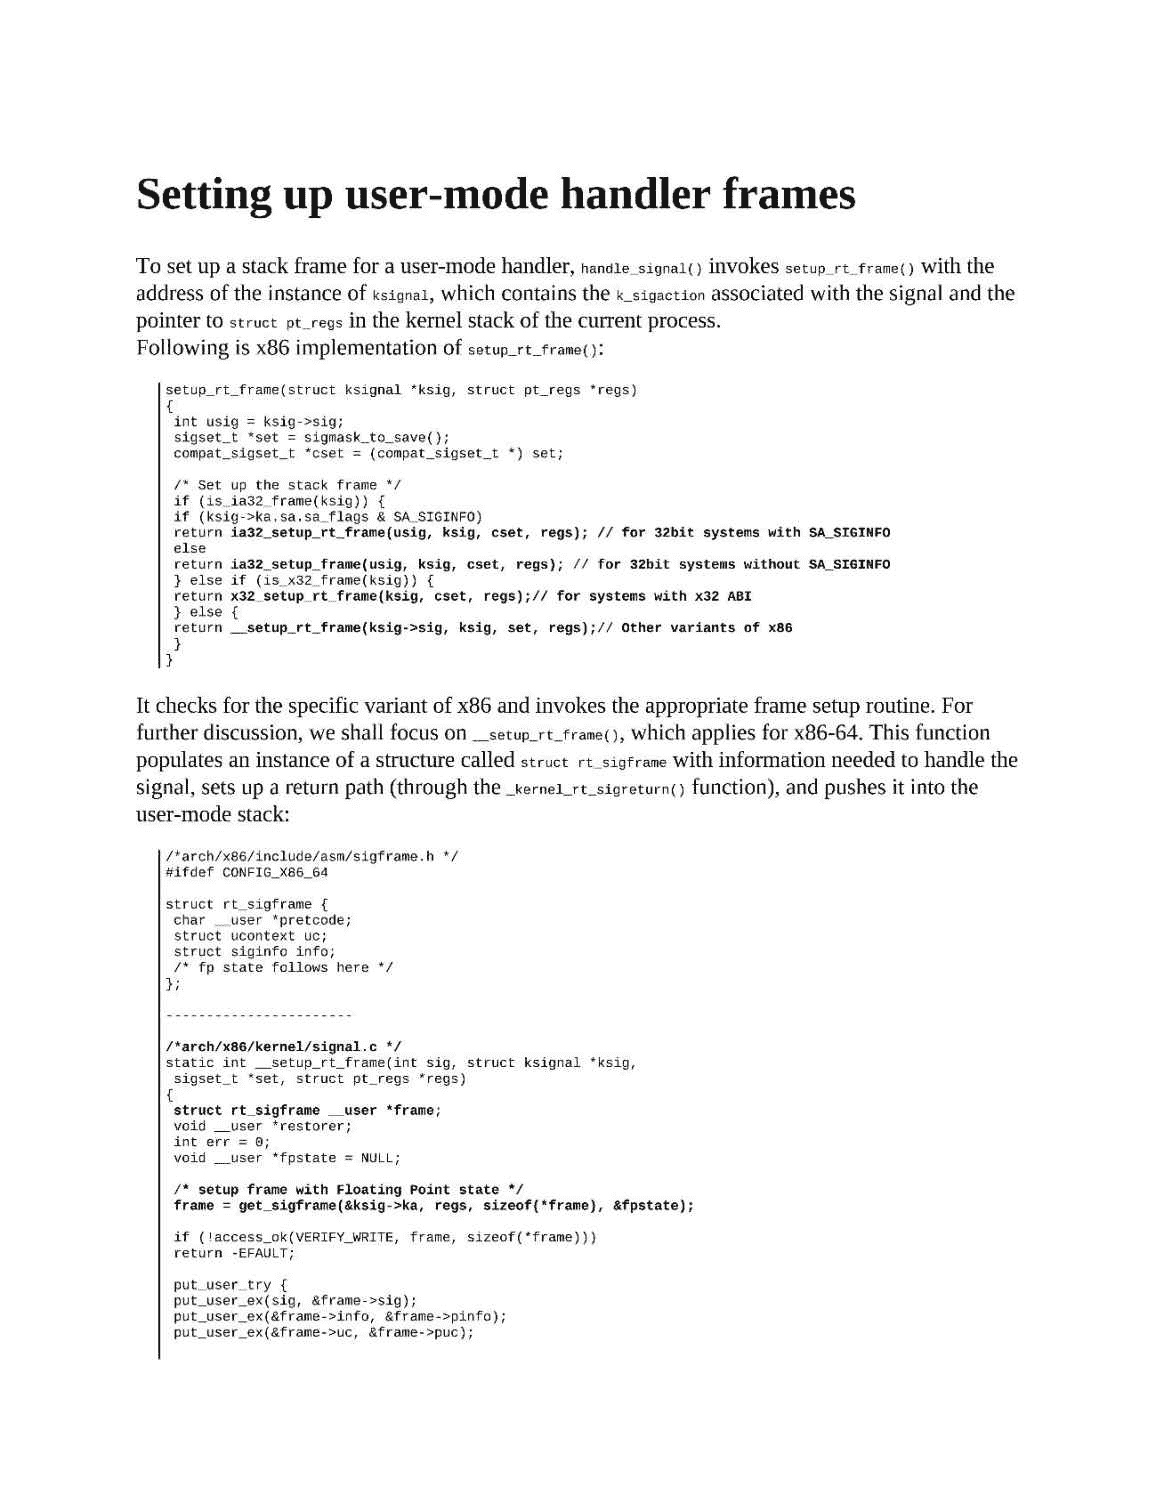 Setting up user-mode handler frames
To set up a stack frame for a user-mode handler, handle_signal() invokes setup_rt_frame() with the
address of the instance of ksignal, which contains the k_sigaction associated with the signal and the
pointer to struct pt_regs in the kernel stack of the current process.
Following is x86 implementation of setup_rt_frame():
setup_rt_frame(struct ksignal *ksig, struct pt_regs *regs)
{
int usig = ksig->sig;
sigset_t *set = sigmask_to_save();
compat_sigset_t *cset = (compat_sigset_t *) set;
/* Set up the stack frame */
if (is_ia32_frame(ksig)) {
if (ksig->ka.sa.sa_flags & SA_SIGINFO)
return ia32_setup_rt_frame(usig, ksig, cset, regs); // for 32bit systems with SA_SIGINFO
else
return ia32_setup_frame(usig, ksig, cset, regs); // for 32bit systems without SA_SIGINFO
} else if (is_x32_frame(ksig)) {
return x32_setup_rt_frame(ksig, cset, regs);// for systems with x32 ABI
} else {
return __setup_rt_frame(ksig->sig, ksig, set, regs);// Other variants of x86
}
}
It checks for the specific variant of x86 and invokes the appropriate frame setup routine. For
further discussion, we shall focus on __setup_rt_frame(), which applies for x86-64. This function
populates an instance of a structure called struct rt_sigframe with information needed to handle the
signal, sets up a return path (through the _kernel_rt_sigreturn() function), and pushes it into the
user-mode stack:
/*arch/x86/include/asm/sigframe.h */
#ifdef CONFIG_X86_64
struct rt_sigframe {
char __user *pretcode;
struct ucontext uc;
struct siginfo info;
/* fp state follows here */
};
-----------------------
/*arch/x86/kernel/signal.c */
static int __setup_rt_frame(int sig, struct ksignal *ksig,
sigset_t *set, struct pt_regs *regs)
{
struct rt_sigframe __user *frame;
void __user *restorer;
int err = 0;
void __user *fpstate = NULL;
/* setup frame with Floating Point state */
frame = get_sigframe(&ksig->ka, regs, sizeof(*frame), &fpstate);
if (!access_ok(VERIFY_WRITE, frame, sizeof(*frame)))
return -EFAULT;
put_user_try {
put_user_ex(sig, &frame->sig);
put_user_ex(&frame->info, &frame->pinfo);
put_user_ex(&frame->uc, &frame->puc);